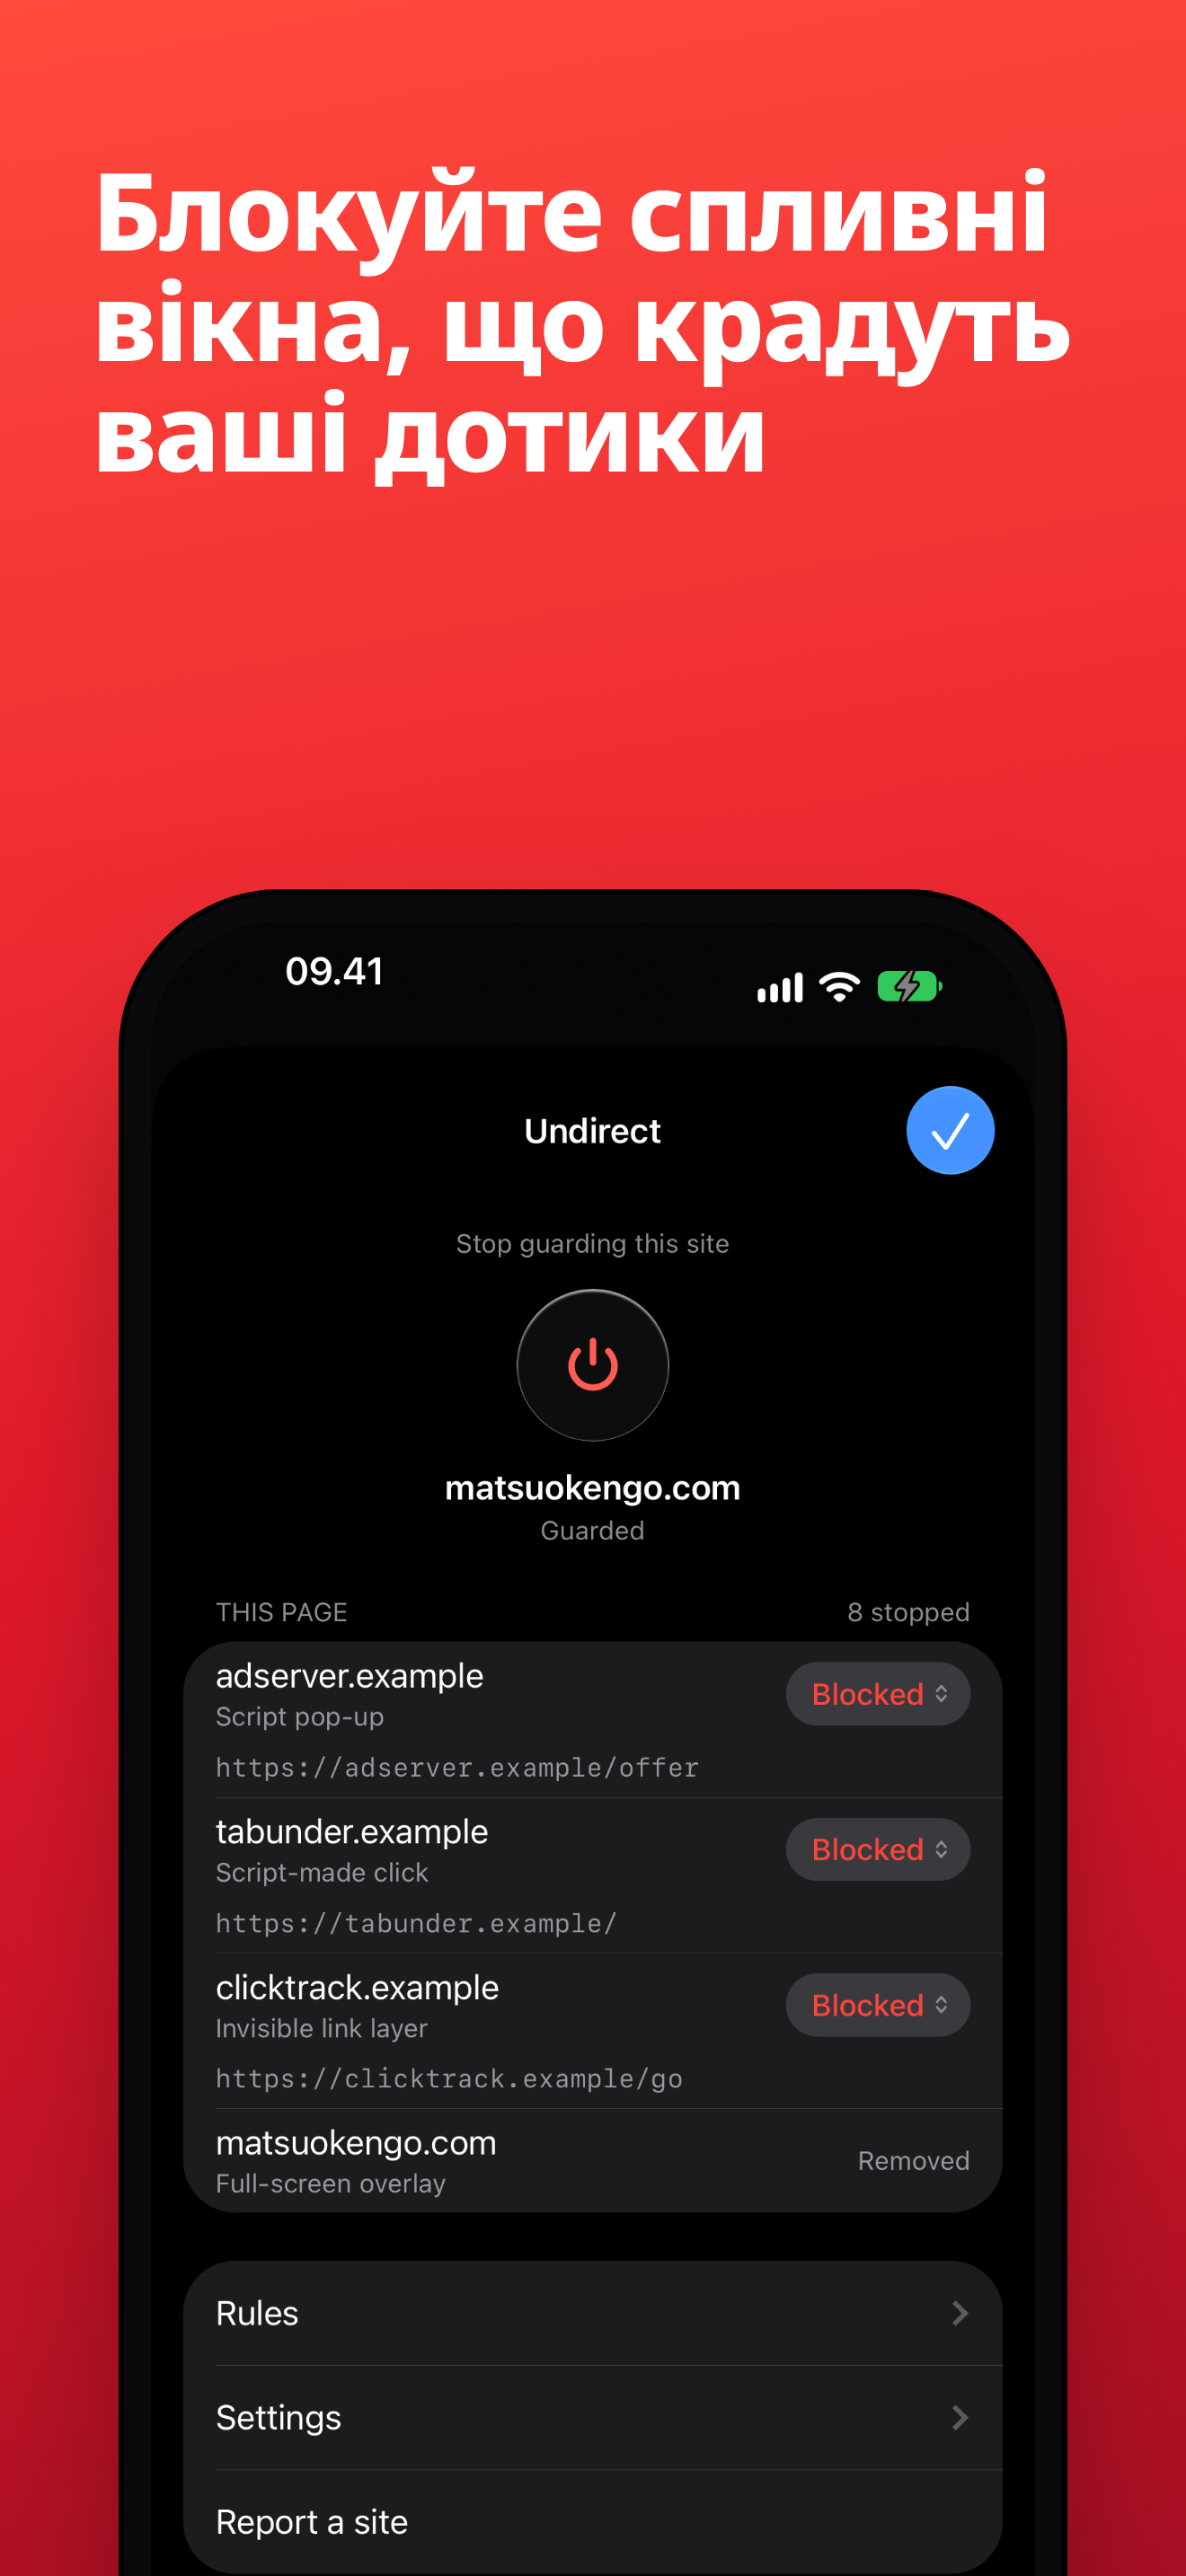 Блокуйте спливні
вікна, що крадуть
ваші дотики
09.41
Undirect
Stop guarding this site
matsuokengo.com
Guarded
THIS PAGE 8 stopped
adserver.example Blocked
Script pop-up
https://adserver.example/offer
tabunder.example Blocked
Script-made click
https://tabunder.example/
clicktrack.example Blocked
Invisible link layer
https://clicktrack.example/go
matsuokengo.com Removed
Full-screen overlay
Rules
Settings
Report a site